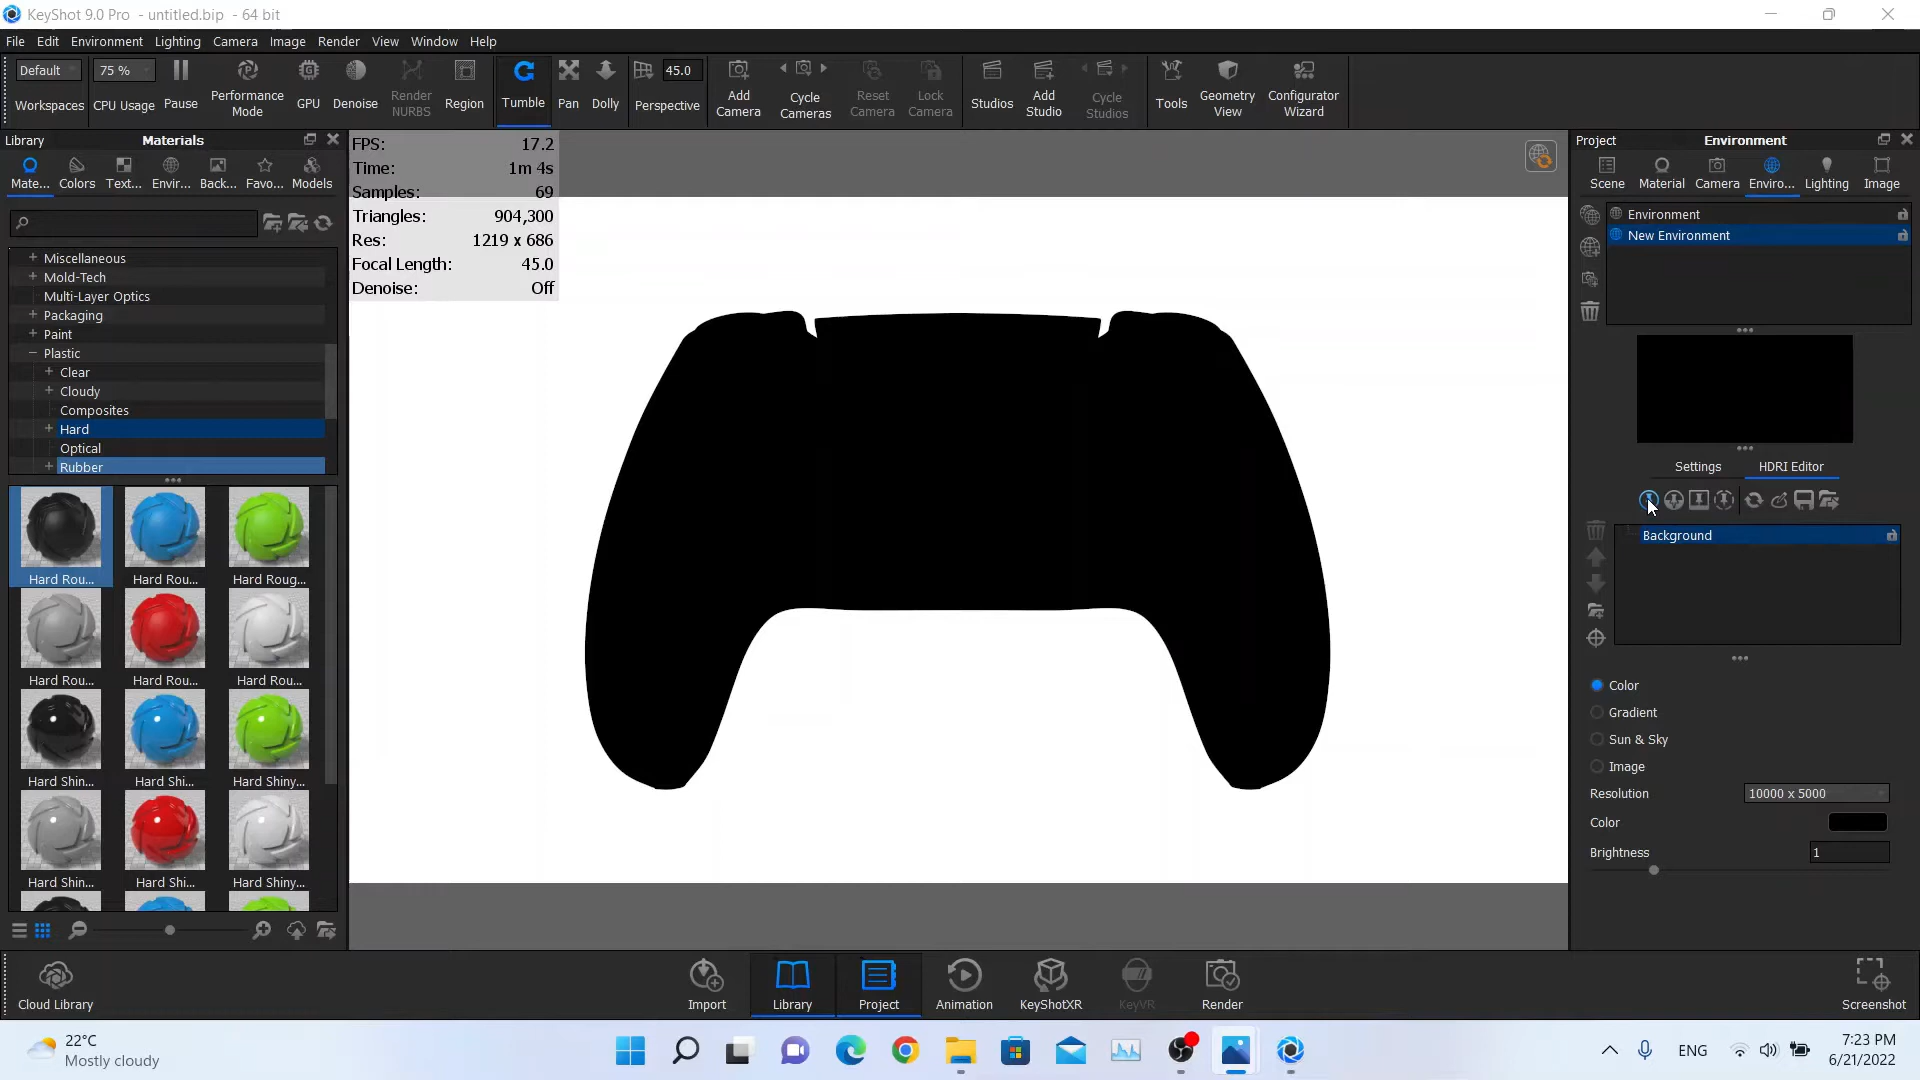 KeyShot 9.0 Pro - untitled.bip - 64 bit
File Edit Environment Lighting Camera Image Render View Window Help
Default 75 % 45.0
Workspaces CPU Usage Pause Performance Mode GPU Denoise Render NURBS Region Tumble Pan Dolly Perspective Add Camera Cycle Cameras Reset Camera Lock Camera Studios Add Studio Cycle Studios Tools Geometry View Configurator Wizard
Library Materials
Mate... Colors Text... Envir... Back... Favo... Models
Miscellaneous
Mold-Tech
Multi-Layer Optics
Packaging
Paint
Plastic
Clear
Cloudy
Composites
Hard
Optical
Rubber
Hard Rou... Hard Rou... Hard Roug...
Hard Rou... Hard Rou... Hard Rou...
Hard Shin... Hard Shi... Hard Shiny...
Hard Shin... Hard Shi... Hard Shiny...
FPS: 17.2
Time: 1m 4s
Samples: 69
Triangles: 904,300
Res: 1219 x 686
Focal Length: 45.0
Denoise: Off
Project Environment
Scene Material Camera Enviro... Lighting Image
Environment
New Environment
Settings HDRI Editor
Background
Color
Gradient
Sun & Sky
Image
Resolution 10000 x 5000
Color
Brightness 1
Cloud Library Import Library Project Animation KeyShotXR KeyVR Render Screenshot
22°C
Mostly cloudy
ENG
7:23 PM
6/21/2022